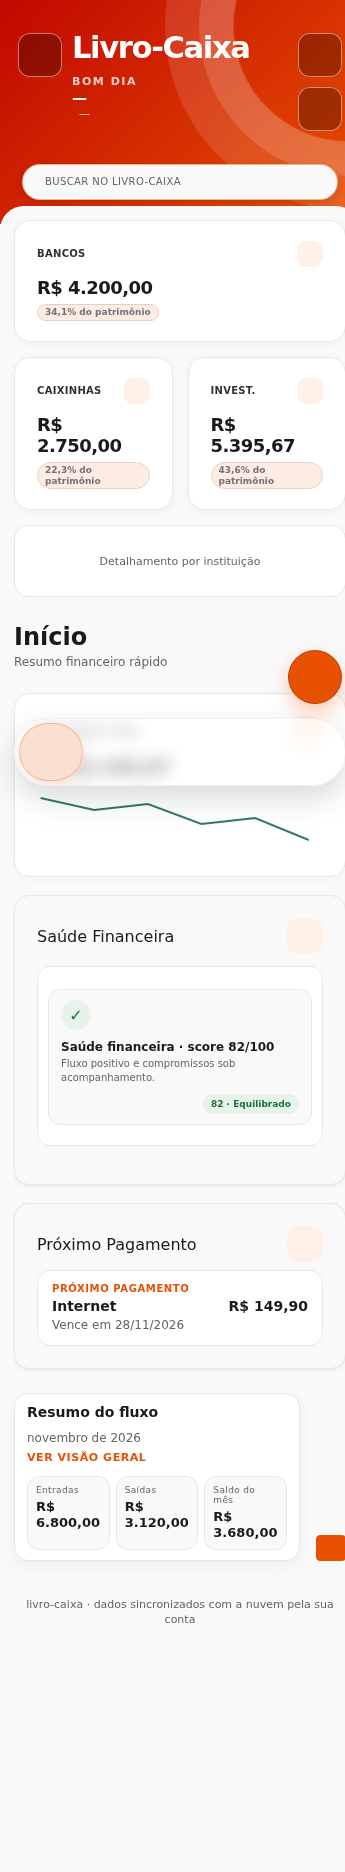 Livro-Caixa
BOM DIA
—
—
BUSCAR NO LIVRO-CAIXA
BANCOS
R$ 4.200,00
34,1% do patrimônio
CAIXINHAS
R$
2.750,00
22,3% do
patrimônio
INVEST.
R$
5.395,67
43,6% do
patrimônio
Detalhamento por instituição
Início
Resumo financeiro rápido
Saúde Financeira
✓
Saúde financeira · score 82/100
Fluxo positivo e compromissos sob
acompanhamento.
82 · Equilibrado
Próximo Pagamento
PRÓXIMO PAGAMENTO
Internet R$ 149,90
Vence em 28/11/2026
Resumo do fluxo
novembro de 2026
VER VISÃO GERAL
Entradas
R$
6.800,00
Saídas
R$
3.120,00
Saldo do
mês
R$
3.680,00
livro-caixa · dados sincronizados com a nuvem pela sua
conta